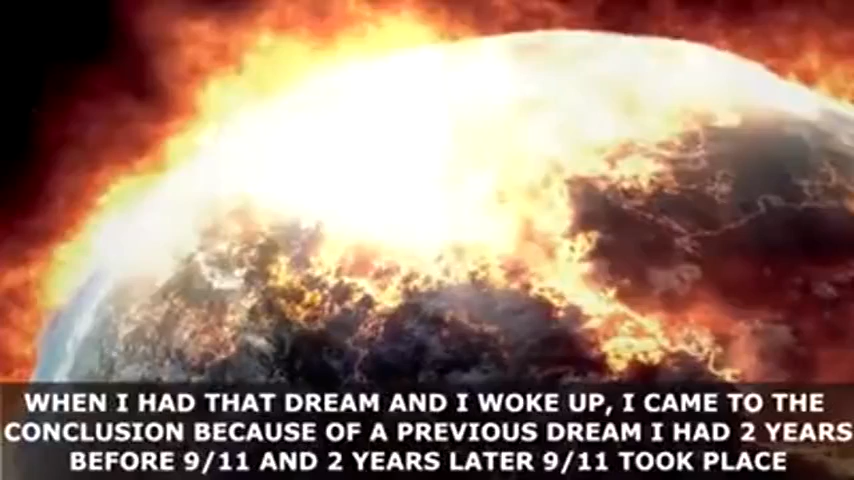 WHEN I HAD THAT DREAM AND I WOKE UP, I CAME TO THE
CONCLUSION BECAUSE OF A PREVIOUS DREAM I HAD 2 YEARS
BEFORE 9/11 AND 2 YEARS LATER 9/11 TOOK PLACE